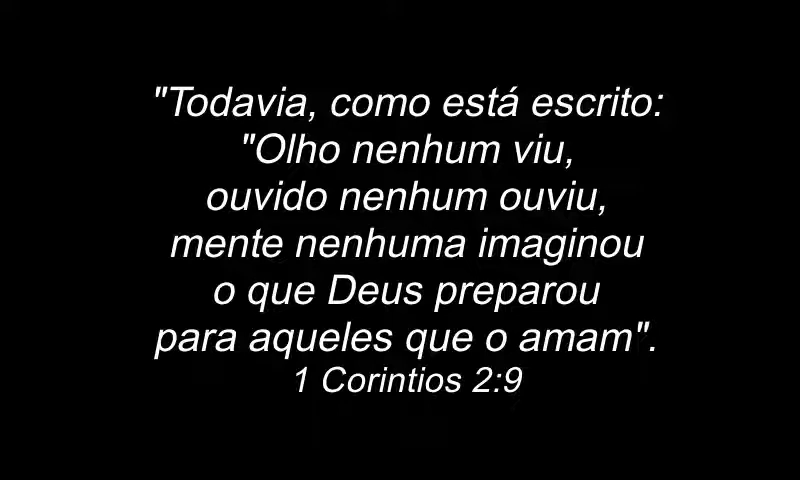 "Todavia, como está escrito:
"Olho nenhum viu,
ouvido nenhum ouviu,
mente nenhuma imaginou
o que Deus preparou
para aqueles que o amam".
1 Corintios 2:9